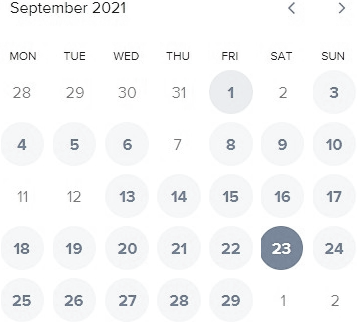 September 2021
MON TUE WED THU FRI SAT SUN
28 29 30 31 1 2 3
4 5 6 7 8 9 10
11 12 13 14 15 16 17
18 19 20 21 22 23 24
25 26 27 28 29 1 2